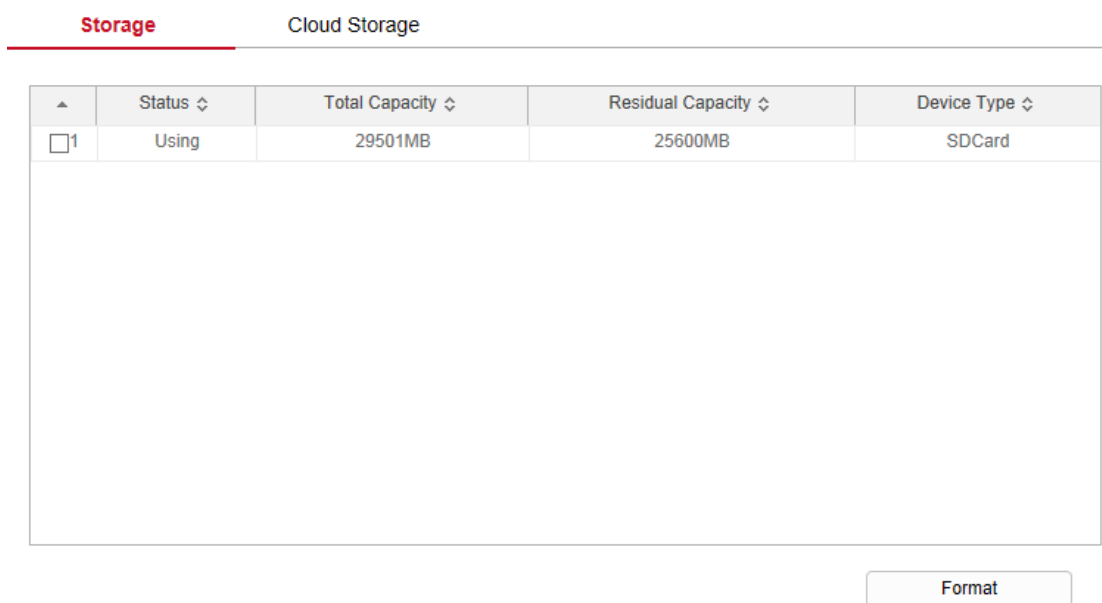 Storage Cloud Storage
Status Total Capacity Residual Capacity Device Type
1 Using 29501MB 25600MB SDCard
Format